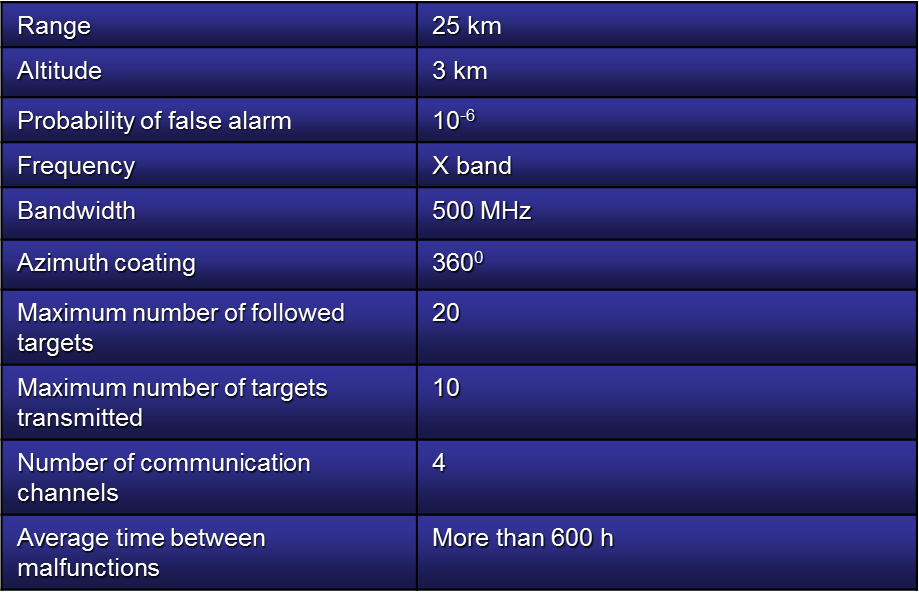 Range
25 km
Altitude
3 km
Probability of false alarm
10⁻⁶
Frequency
X band
Bandwidth
500 MHz
Azimuth coating
360⁰
Maximum number of followed
targets
20
Maximum number of targets
transmitted
10
Number of communication
channels
4
Average time between
malfunctions
More than 600 h